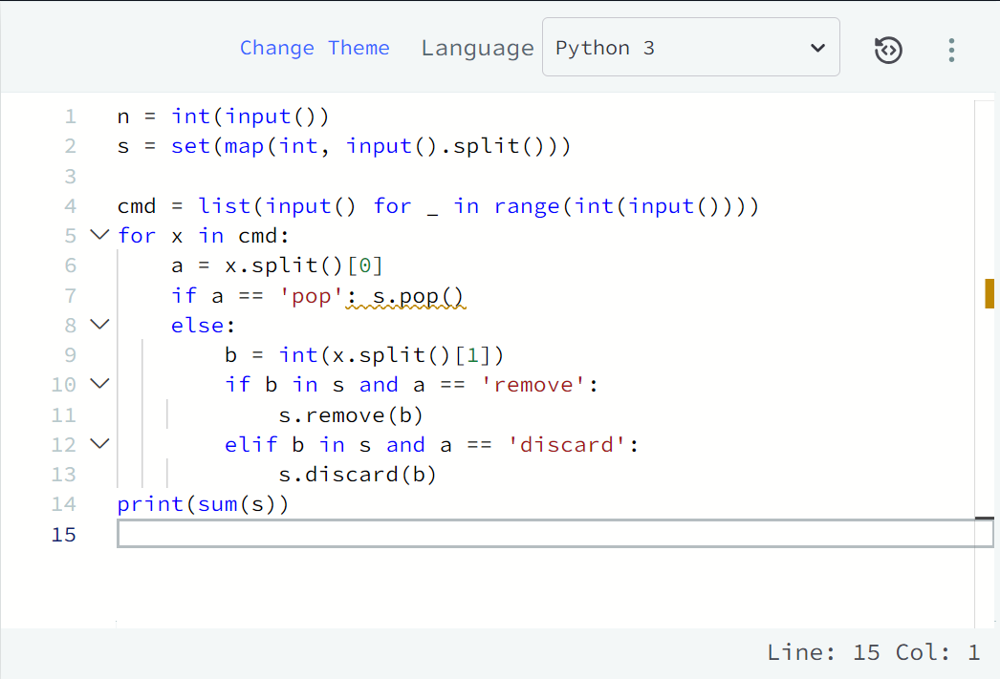 Change Theme Language Python 3
1 n = int(input())
2 s = set(map(int, input().split()))
3
4 cmd = list(input() for _ in range(int(input())))
5 for x in cmd:
6     a = x.split()[0]
7     if a == 'pop': s.pop()
8     else:
9         b = int(x.split()[1])
10         if b in s and a == 'remove':
11             s.remove(b)
12         elif b in s and a == 'discard':
13             s.discard(b)
14 print(sum(s))
15
Line: 15 Col: 1